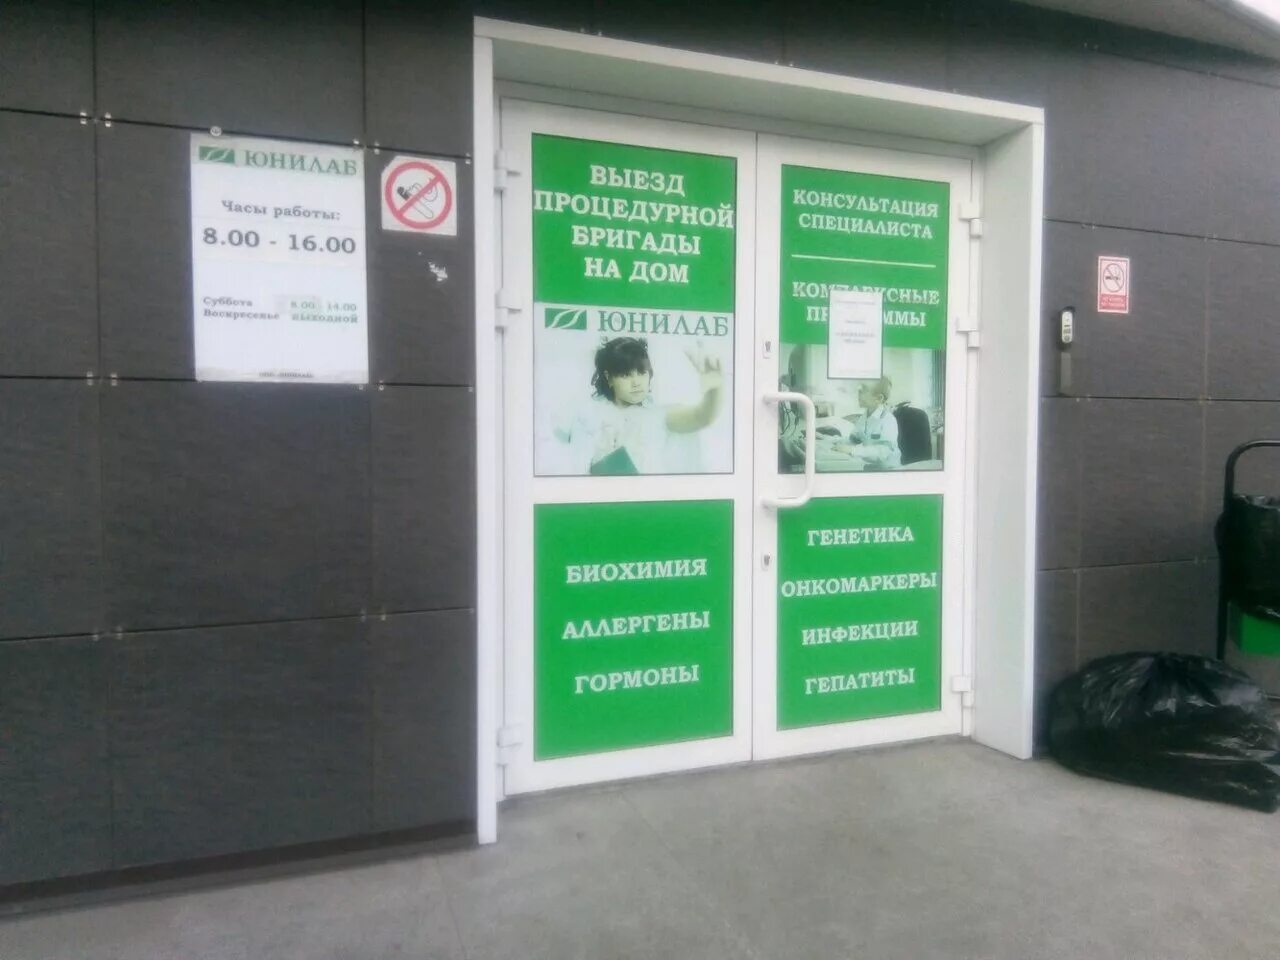 ЮНИЛАБ
Часы работы:
8.00 - 16.00
Суббота 8.00 - 14.00
Воскресенье выходной
ВЫЕЗД
ПРОЦЕДУРНОЙ
БРИГАДЫ
НА ДОМ
ЮНИЛАБ
БИОХИМИЯ
АЛЛЕРГЕНЫ
ГОРМОНЫ
КОНСУЛЬТАЦИЯ
СПЕЦИАЛИСТА
ГЕНЕТИКА
ОНКОМАРКЕРЫ
ИНФЕКЦИИ
ГЕПАТИТЫ